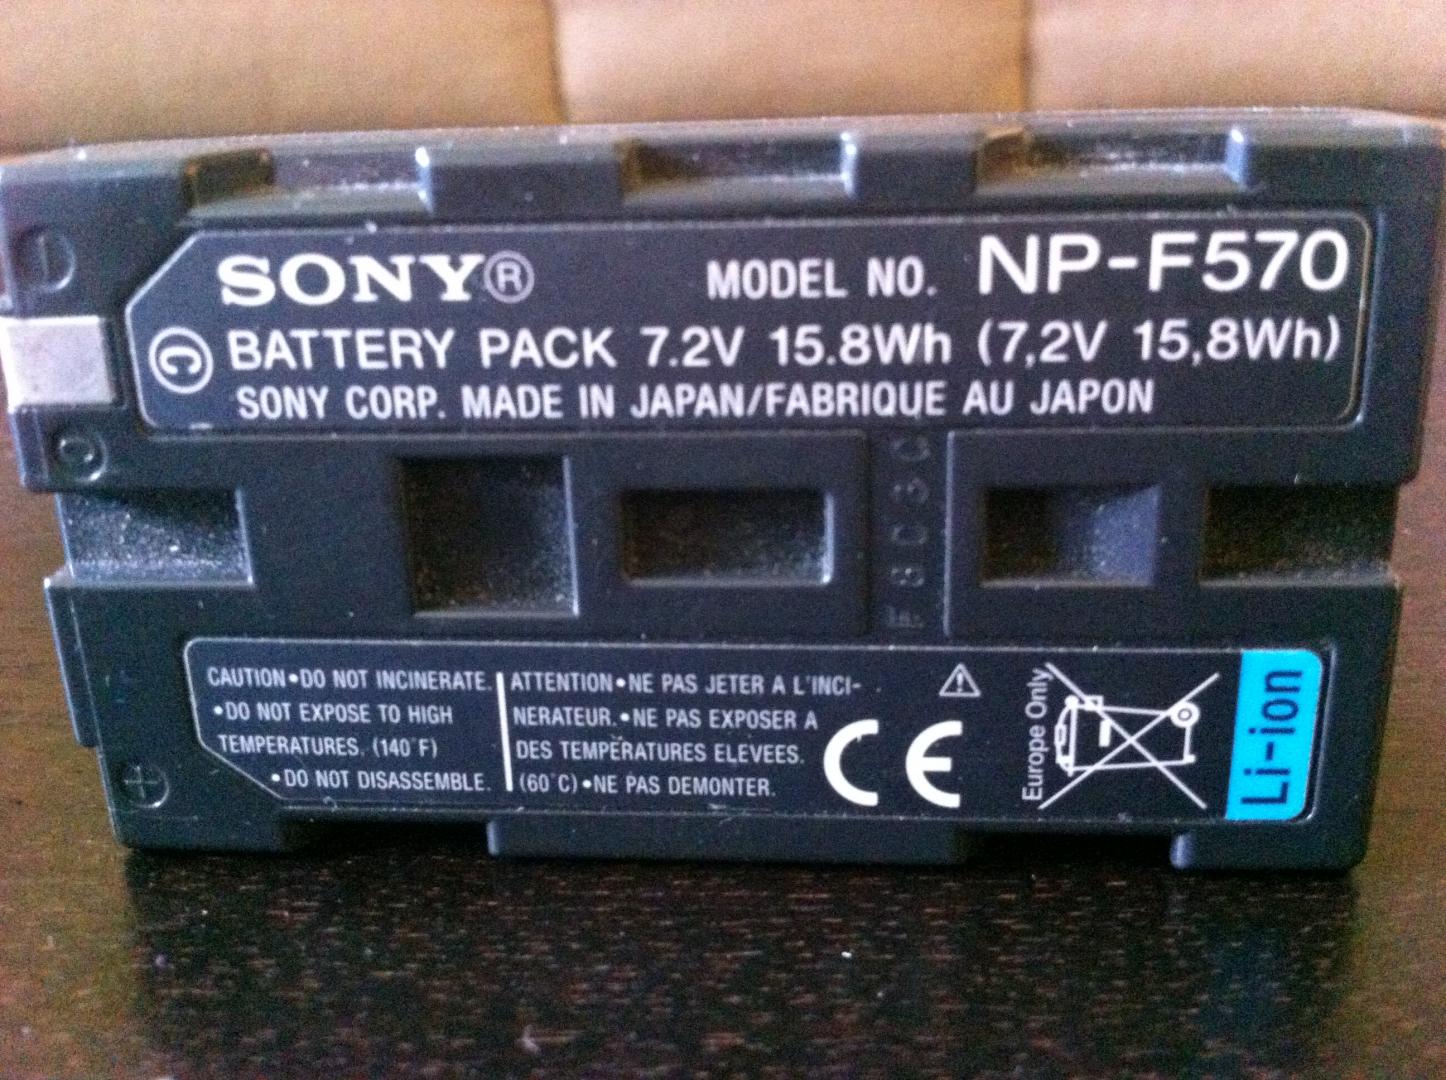 SONY® MODEL NO. NP-F570
© BATTERY PACK 7.2V 15.8Wh (7,2V 15,8Wh)
SONY CORP. MADE IN JAPAN/FABRIQUE AU JAPON
CAUTION•DO NOT INCINERATE.
•DO NOT EXPOSE TO HIGH
TEMPERATURES. (140°F)
•DO NOT DISASSEMBLE.
ATTENTION•NE PAS JETER A L'INCI-
NERATEUR.•NE PAS EXPOSER A
DES TEMPERATURES ELEVEES.
(60°C)•NE PAS DEMONTER.
CE
Europe Only
Li-ion